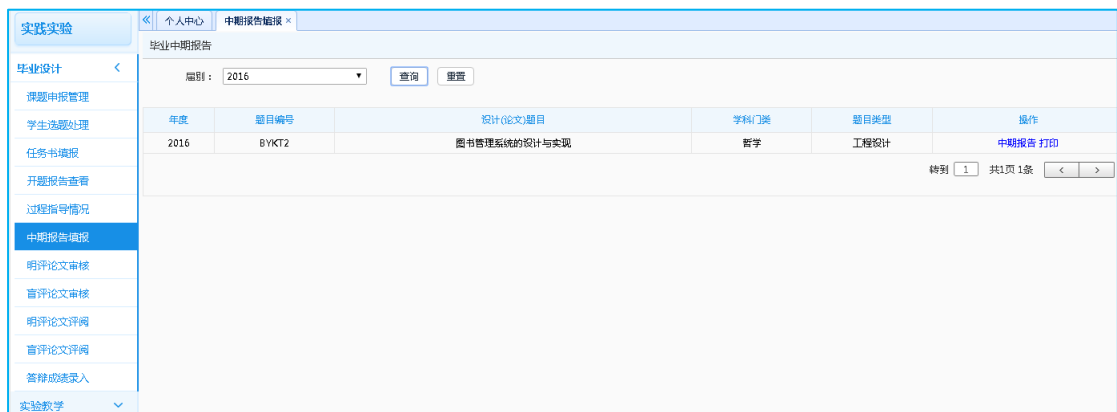 实践实验
毕业设计
课题申报管理
学生选题处理
任务书填报
开题报告查看
过程指导情况
中期报告填报
明评论文审核
盲评论文审核
明评论文评阅
盲评论文评阅
答辩成绩录入
实验教学
个人中心 中期报告填报 ×
毕业中期报告
届别： 2016 查询 重置
年度 题目编号 设计(论文)题目 学科门类 题目类型 操作
2016 BYKT2 图书管理系统的设计与实现 哲学 工程设计 中期报告 打印
转到 1 共1页 1条 < >